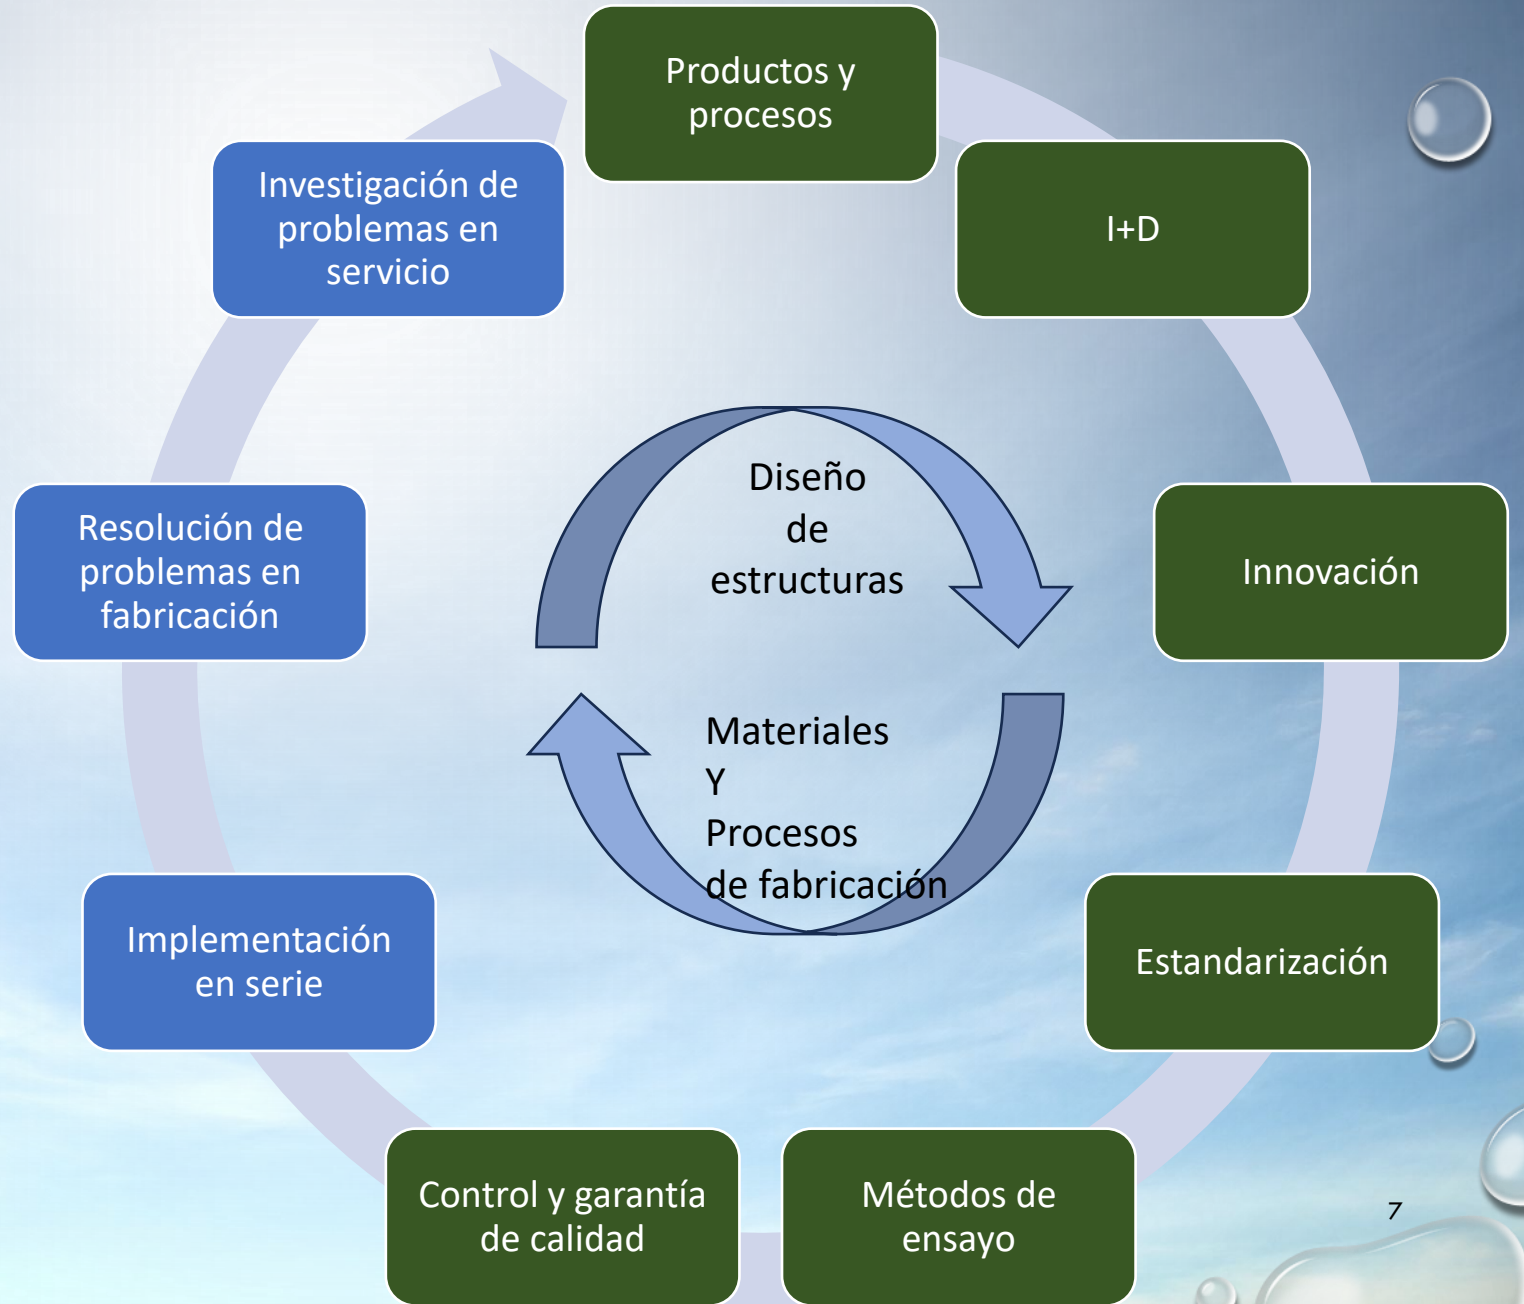 Productos y
procesos
I+D
Innovación
Estandarización
Métodos de
ensayo
Control y garantía
de calidad
Implementación
en serie
Resolución de
problemas en
fabricación
Investigación de
problemas en
servicio
Diseño
de
estructuras
Materiales
Y
Procesos
de fabricación
7